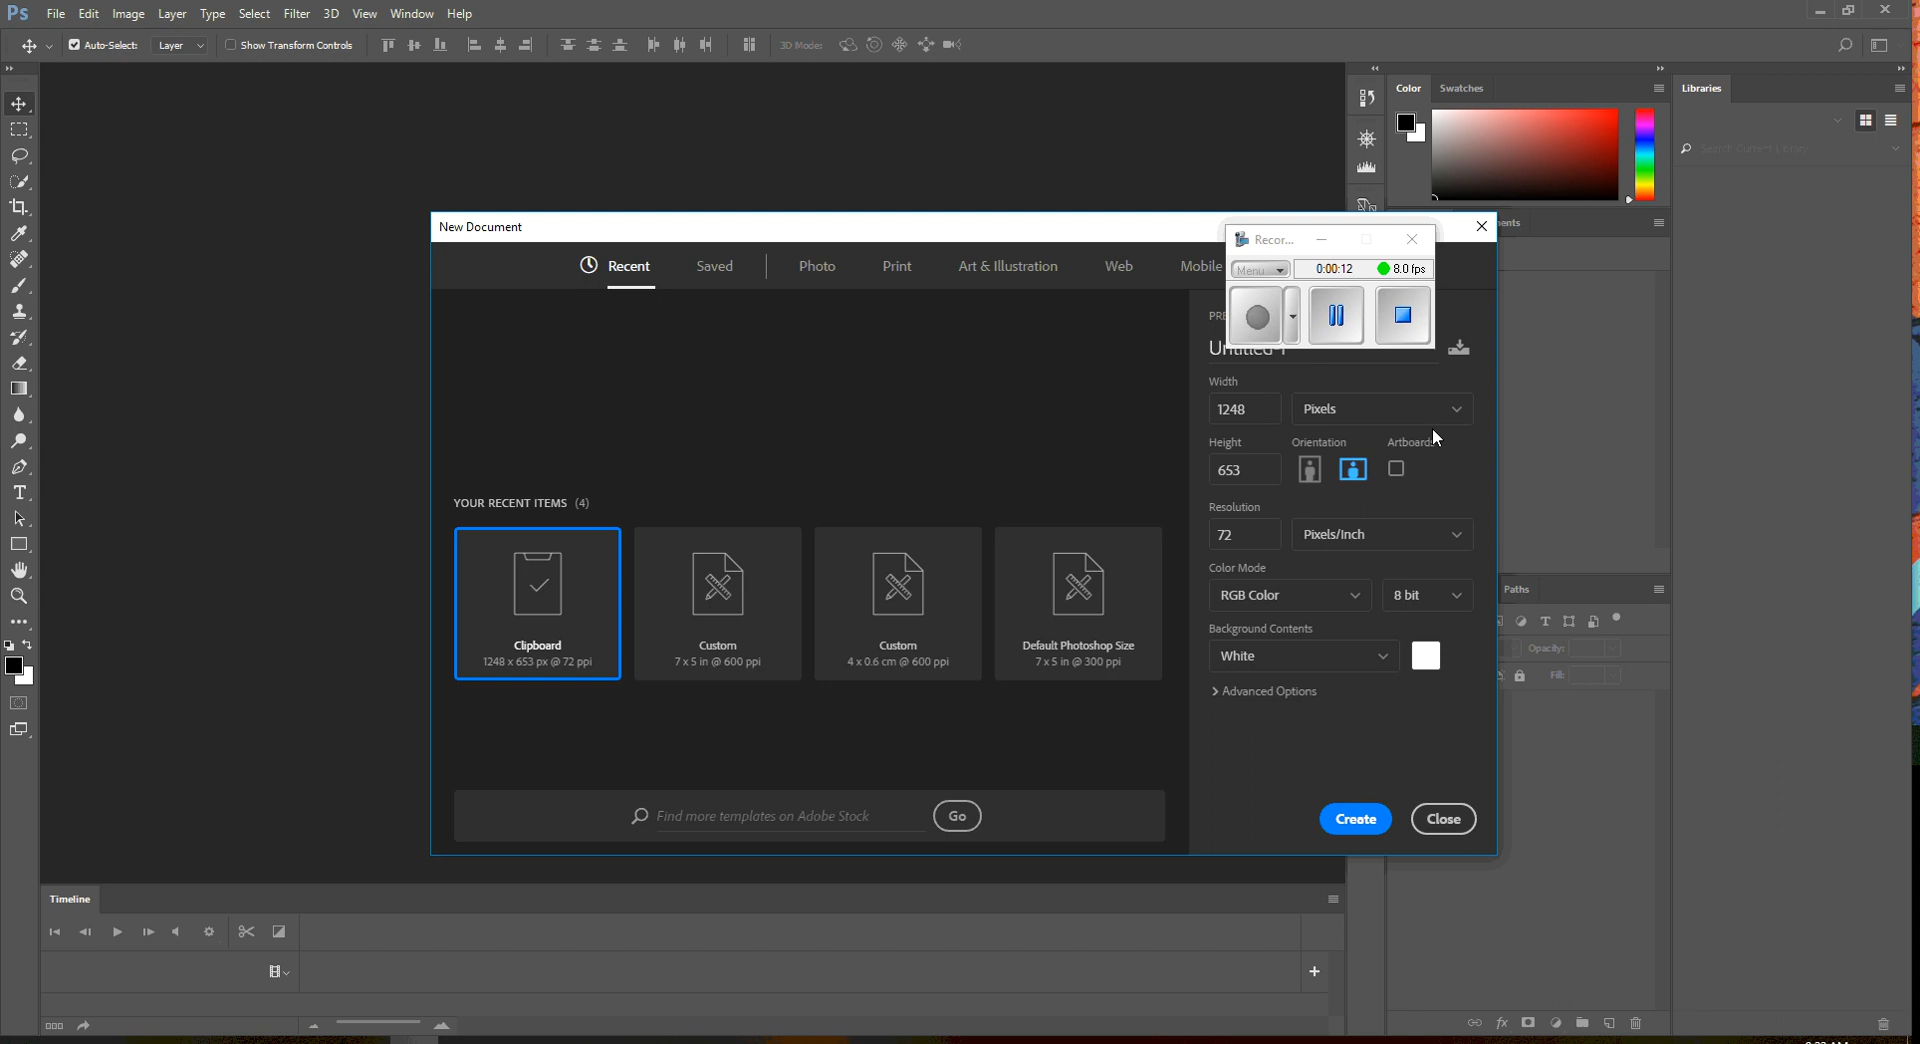 Ps File Edit Image Layer Type Select Filter 3D View Window Help
Auto-Select: Layer Show Transform Controls 3D Mode:
Color Swatches Libraries
Search Current Library
New Document
Recor...
Recent Saved Photo Print Art & Illustration Web Mobile
Menu 0:00:12 8.0 fps
Untitled-1
Width
1248 Pixels
Height Orientation Artboards
653
YOUR RECENT ITEMS (4)
Resolution
72 Pixels/Inch
Color Mode
RGB Color 8 bit
Background Contents
White
Advanced Options
Clipboard
1248 x 653 px @ 72 ppi
Custom
7 x 5 in @ 600 ppi
Custom
4 x 0.6 cm @ 600 ppi
Default Photoshop Size
7 x 5 in @ 300 ppi
Paths
Opacity:
Fill:
Find more templates on Adobe Stock Go
Create Close
Timeline
fx